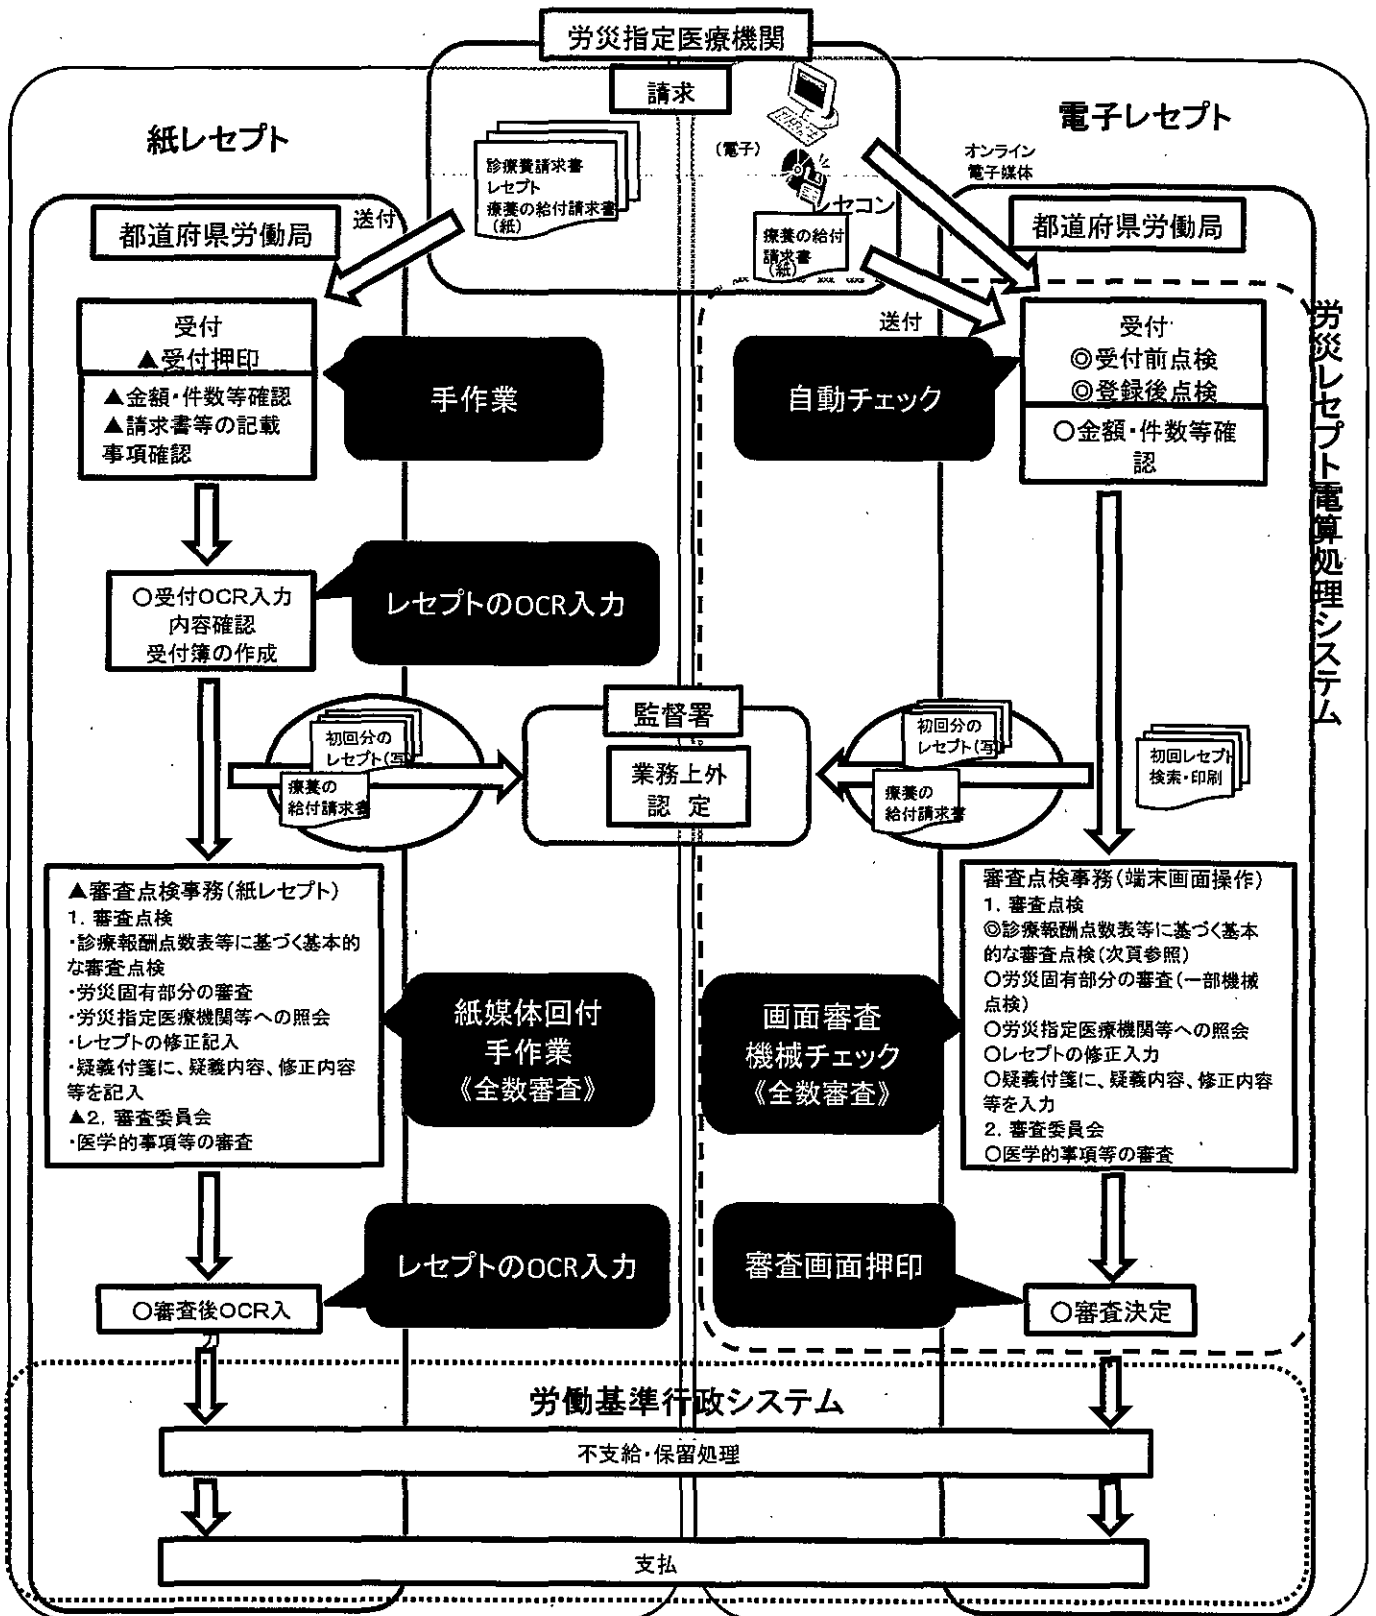 労災指定医療機関
請求
紙レセプト
電子レセプト
診療費請求書
レセプト
療養の給付請求書
(紙)
(電子)
レセコン
療養の給付
請求書
(紙)
オンライン
電子媒体
送付
都道府県労働局
受付
▲受付押印
▲金額・件数等確認
▲請求書等の記載
事項確認
手作業
送付
都道府県労働局
受付
◎受付前点検
◎登録後点検
○金額・件数等確
認
自動チェック
労災レセプト電算処理システム
○受付OCR入力
内容確認
受付簿の作成
レセプトのOCR入力
監督署
業務上外
認 定
初回分の
レセプト(写)
療養の
給付請求書
初回分の
レセプト(写)
療養の
給付請求書
初回レセプト
検索・印刷
▲審査点検事務(紙レセプト)
1. 審査点検
・診療報酬点数表等に基づく基本的
な審査点検
・労災固有部分の審査
・労災指定医療機関等への照会
・レセプトの修正記入
・疑義付箋に、疑義内容、修正内容
等を記入
▲2. 審査委員会
・医学的事項等の審査
紙媒体回付
手作業
《全数審査》
画面審査
機械チェック
《全数審査》
審査点検事務(端末画面操作)
1. 審査点検
◎診療報酬点数表等に基づく基本
的な審査点検(次頁参照)
○労災固有部分の審査(一部機械
点検)
○労災指定医療機関等への照会
○レセプトの修正入力
○疑義付箋に、疑義内容、修正内容
等を入力
2. 審査委員会
○医学的事項等の審査
レセプトのOCR入力
○審査後OCR入
力
審査画面押印
○審査決定
労働基準行政システム
不支給・保留処理
支払